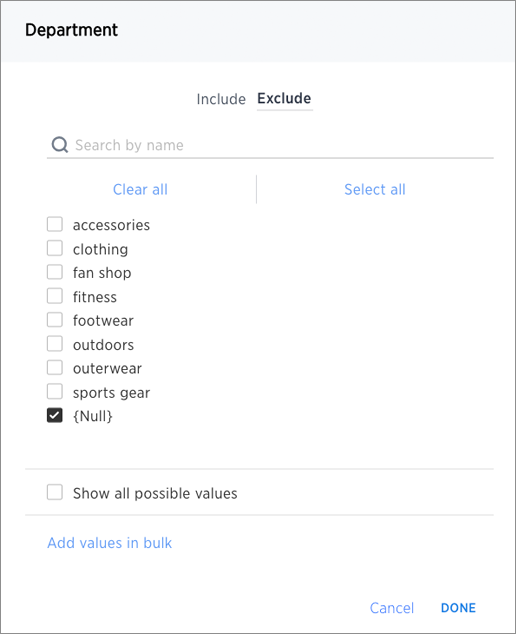 Department
Include Exclude
Search by name
Clear all Select all
accessories
clothing
fan shop
fitness
footwear
outdoors
outerwear
sports gear
{Null}
Show all possible values
Add values in bulk
Cancel DONE